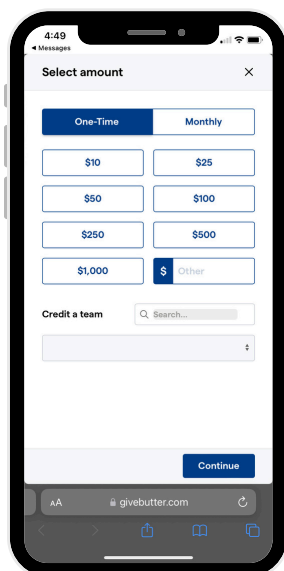 4:49
◀ Messages
Select amount
One-Time Monthly
$10 $25
$50 $100
$250 $500
$1,000 $ Other
Credit a team Search...
Continue
AA givebutter.com